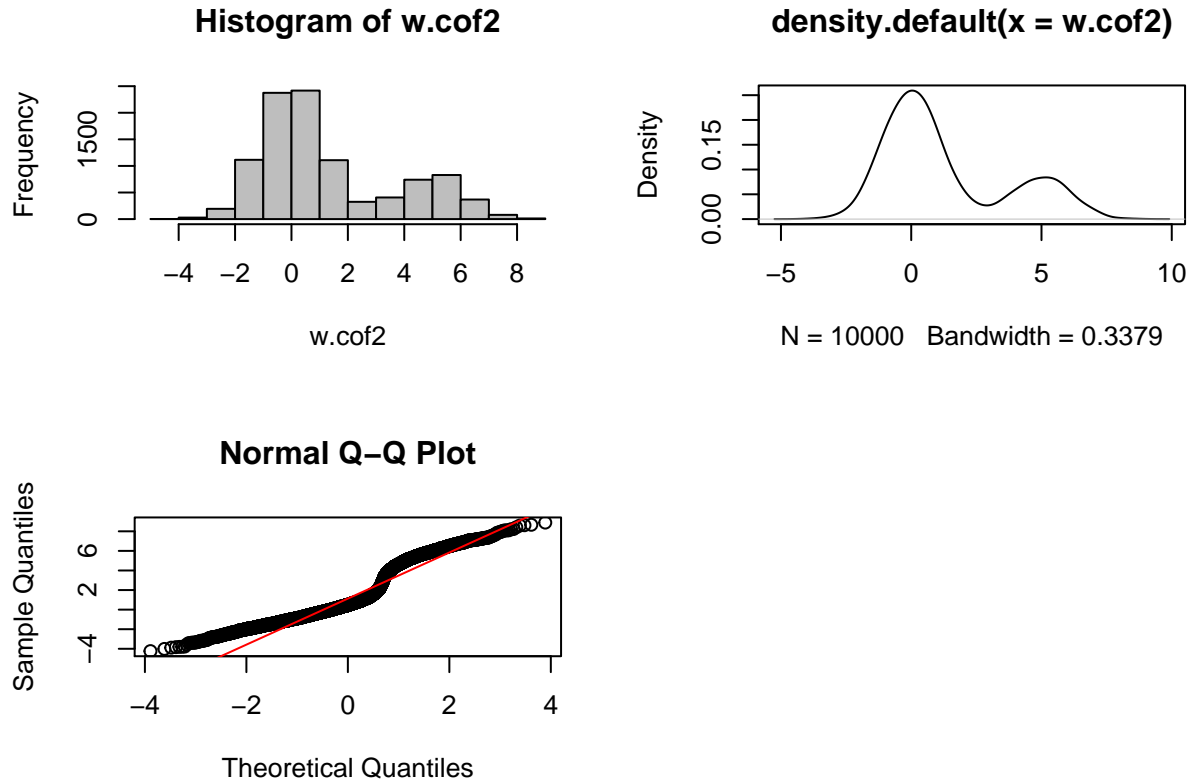 Histogram of w.cof2
Frequency
0
1500
−4 −2 0 2 4 6 8
w.cof2
density.default(x = w.cof2)
Density
0.00
0.15
−5 0 5 10
N = 10000 Bandwidth = 0.3379
Normal Q−Q Plot
Sample Quantiles
−4
2
6
−4 −2 0 2 4
Theoretical Quantiles